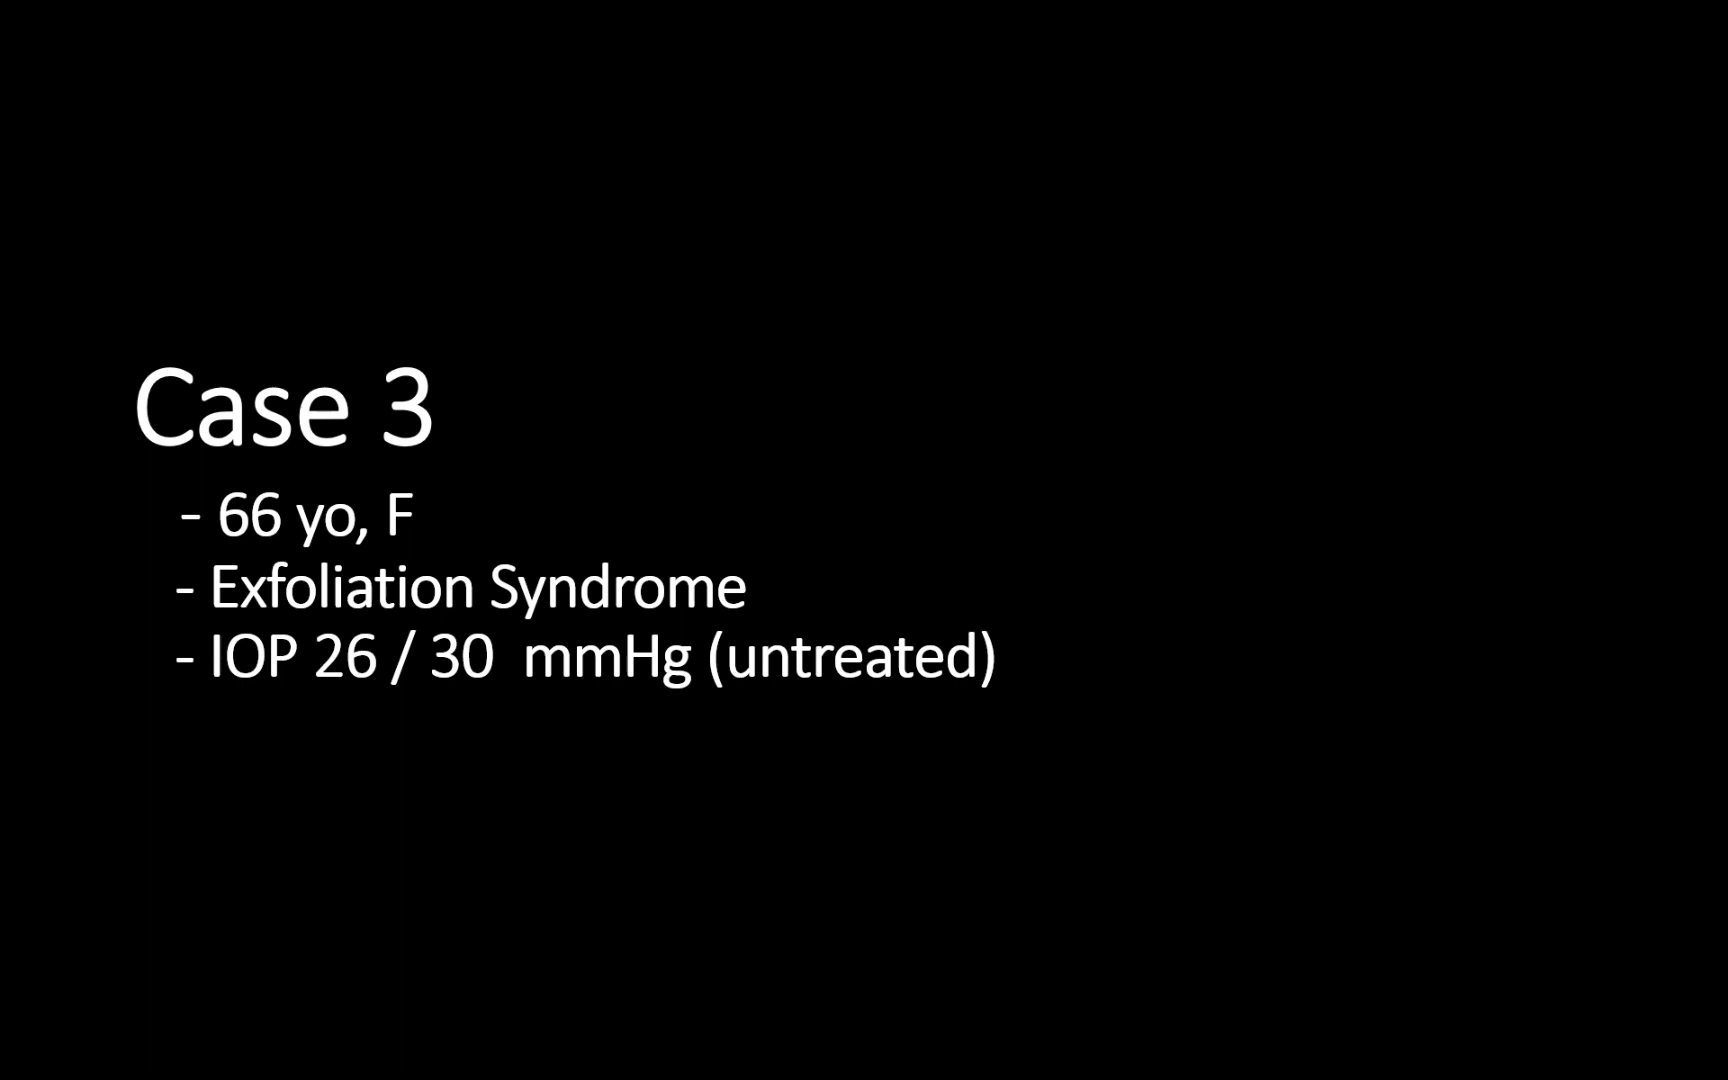 Case 3
- 66 yo, F
- Exfoliation Syndrome
- IOP 26 / 30  mmHg (untreated)